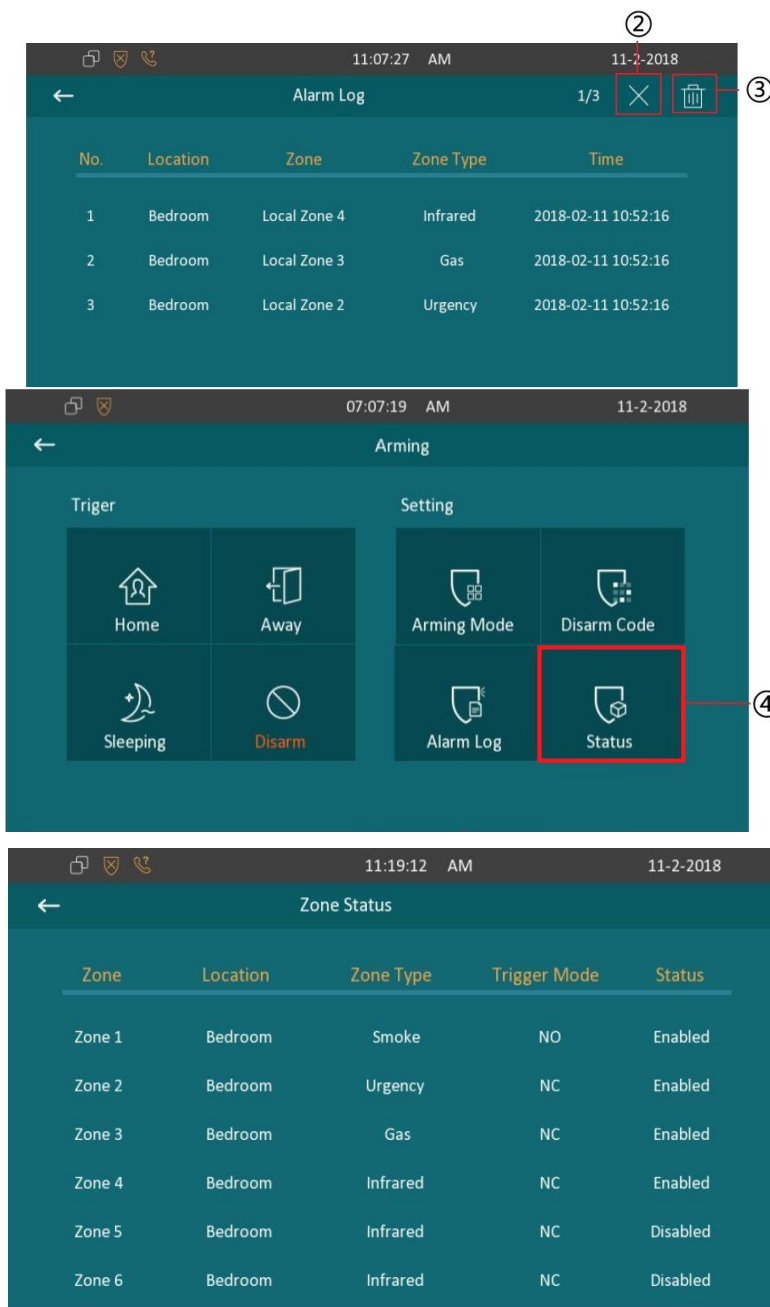 ②
11:07:27 AM 11-2-2018
Alarm Log 1/3 ③
No. Location Zone Zone Type Time
1 Bedroom Local Zone 4 Infrared 2018-02-11 10:52:16
2 Bedroom Local Zone 3 Gas 2018-02-11 10:52:16
3 Bedroom Local Zone 2 Urgency 2018-02-11 10:52:16
07:07:19 AM 11-2-2018
Arming
Triger Setting
Home Away Arming Mode Disarm Code
④
Sleeping Disarm Alarm Log Status
11:19:12 AM 11-2-2018
Zone Status
Zone Location Zone Type Trigger Mode Status
Zone 1 Bedroom Smoke NO Enabled
Zone 2 Bedroom Urgency NC Enabled
Zone 3 Bedroom Gas NC Enabled
Zone 4 Bedroom Infrared NC Enabled
Zone 5 Bedroom Infrared NC Disabled
Zone 6 Bedroom Infrared NC Disabled